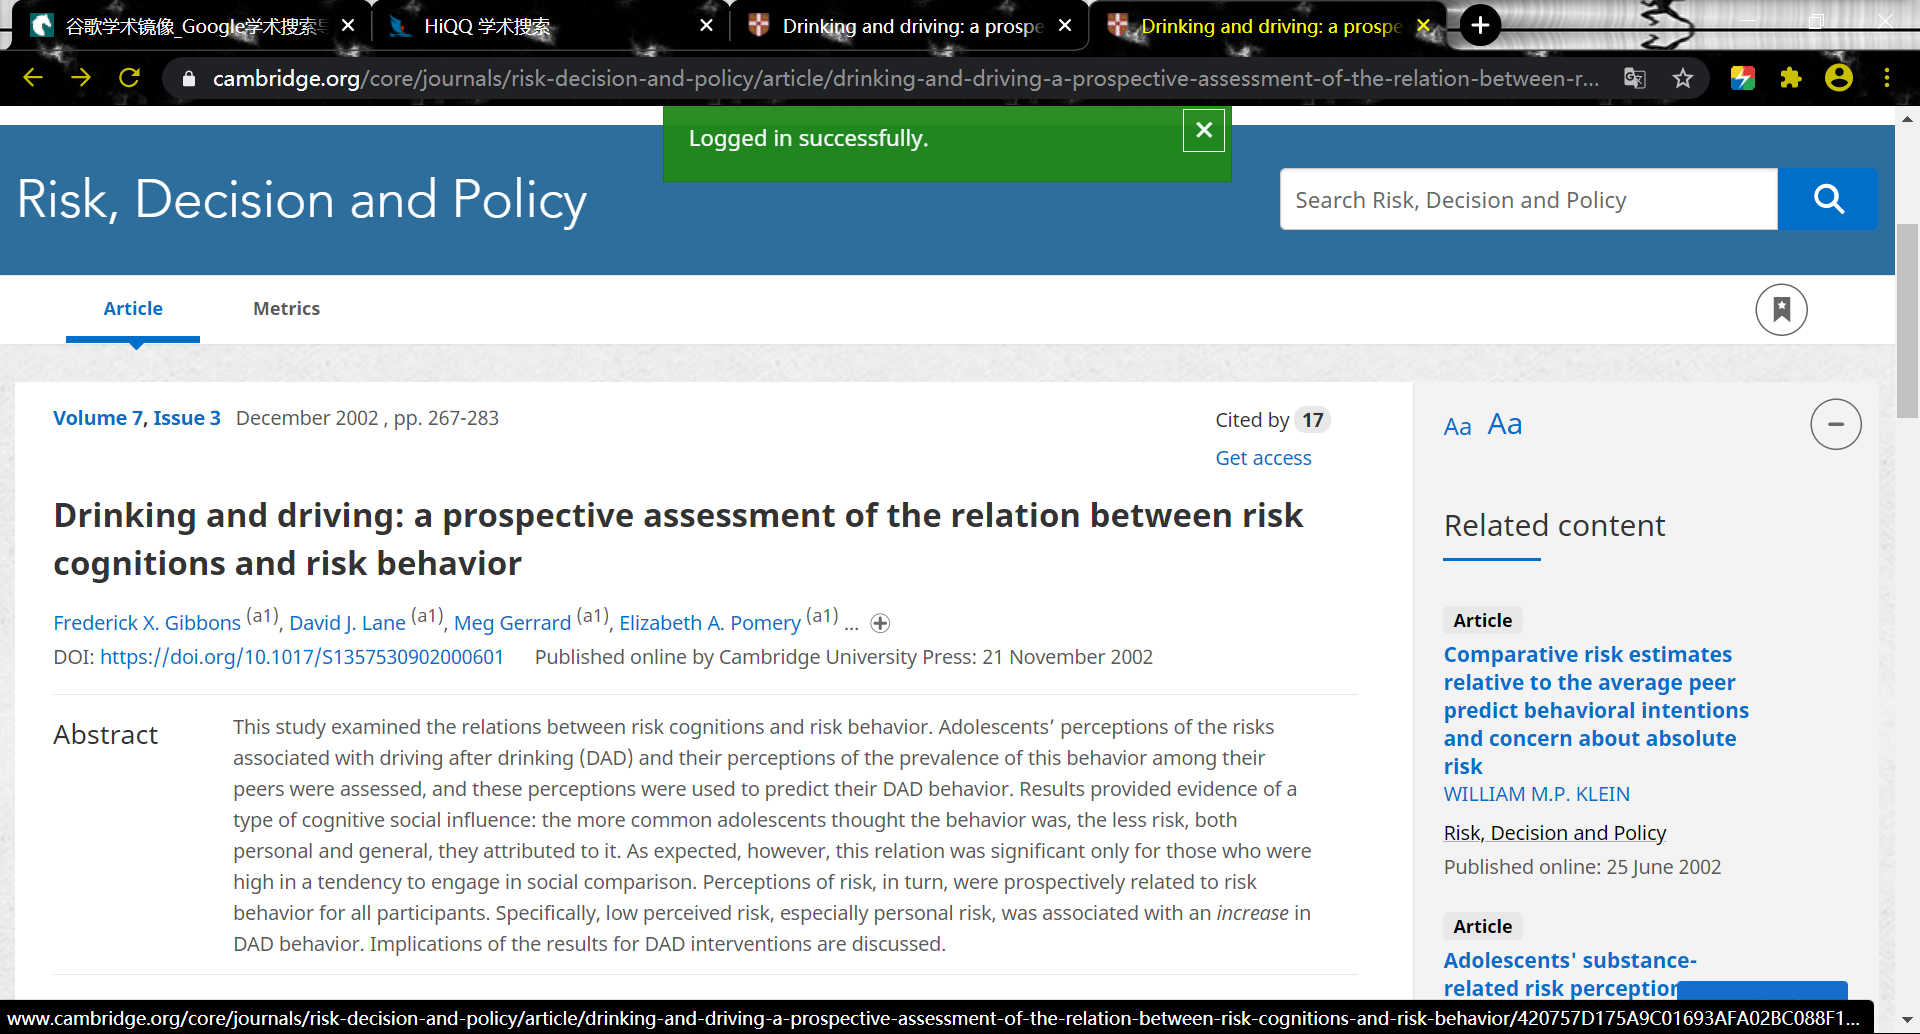 谷歌学术镜像_Google学术搜索
HiQQ 学术搜索
Drinking and driving: a prospe
Drinking and driving: a prospe
cambridge.org/core/journals/risk-decision-and-policy/article/drinking-and-driving-a-prospective-assessment-of-the-relation-between-r...
Logged in successfully.
Risk, Decision and Policy
Search Risk, Decision and Policy
Article
Metrics
Volume 7, Issue 3 December 2002 , pp. 267-283
Cited by 17
Get access
Drinking and driving: a prospective assessment of the relation between risk
cognitions and risk behavior
Frederick X. Gibbons (a1), David J. Lane (a1), Meg Gerrard (a1), Elizabeth A. Pomery (a1) ...
DOI: https://doi.org/10.1017/S1357530902000601 Published online by Cambridge University Press: 21 November 2002
Abstract
This study examined the relations between risk cognitions and risk behavior. Adolescents’ perceptions of the risks
associated with driving after drinking (DAD) and their perceptions of the prevalence of this behavior among their
peers were assessed, and these perceptions were used to predict their DAD behavior. Results provided evidence of a
type of cognitive social influence: the more common adolescents thought the behavior was, the less risk, both
personal and general, they attributed to it. As expected, however, this relation was significant only for those who were
high in a tendency to engage in social comparison. Perceptions of risk, in turn, were prospectively related to risk
behavior for all participants. Specifically, low perceived risk, especially personal risk, was associated with an increase in
DAD behavior. Implications of the results for DAD interventions are discussed.
Aa Aa
Related content
Article
Comparative risk estimates
relative to the average peer
predict behavioral intentions
and concern about absolute
risk
WILLIAM M.P. KLEIN
Risk, Decision and Policy
Published online: 25 June 2002
Article
Adolescents' substance-
related risk perception
www.cambridge.org/core/journals/risk-decision-and-policy/article/drinking-and-driving-a-prospective-assessment-of-the-relation-between-risk-cognitions-and-risk-behavior/420757D175A9C01693AFA02BC088F1...